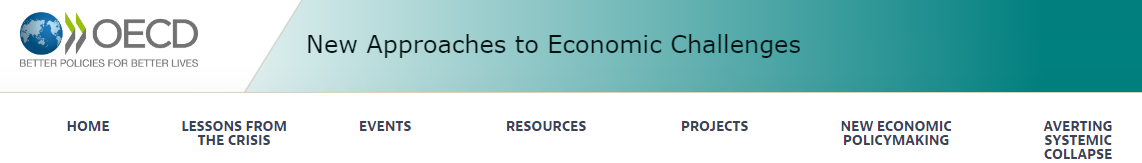 OECD
BETTER POLICIES FOR BETTER LIVES
New Approaches to Economic Challenges
HOME
LESSONS FROM
THE CRISIS
EVENTS
RESOURCES
PROJECTS
NEW ECONOMIC
POLICYMAKING
AVERTING
SYSTEMIC
COLLAPSE